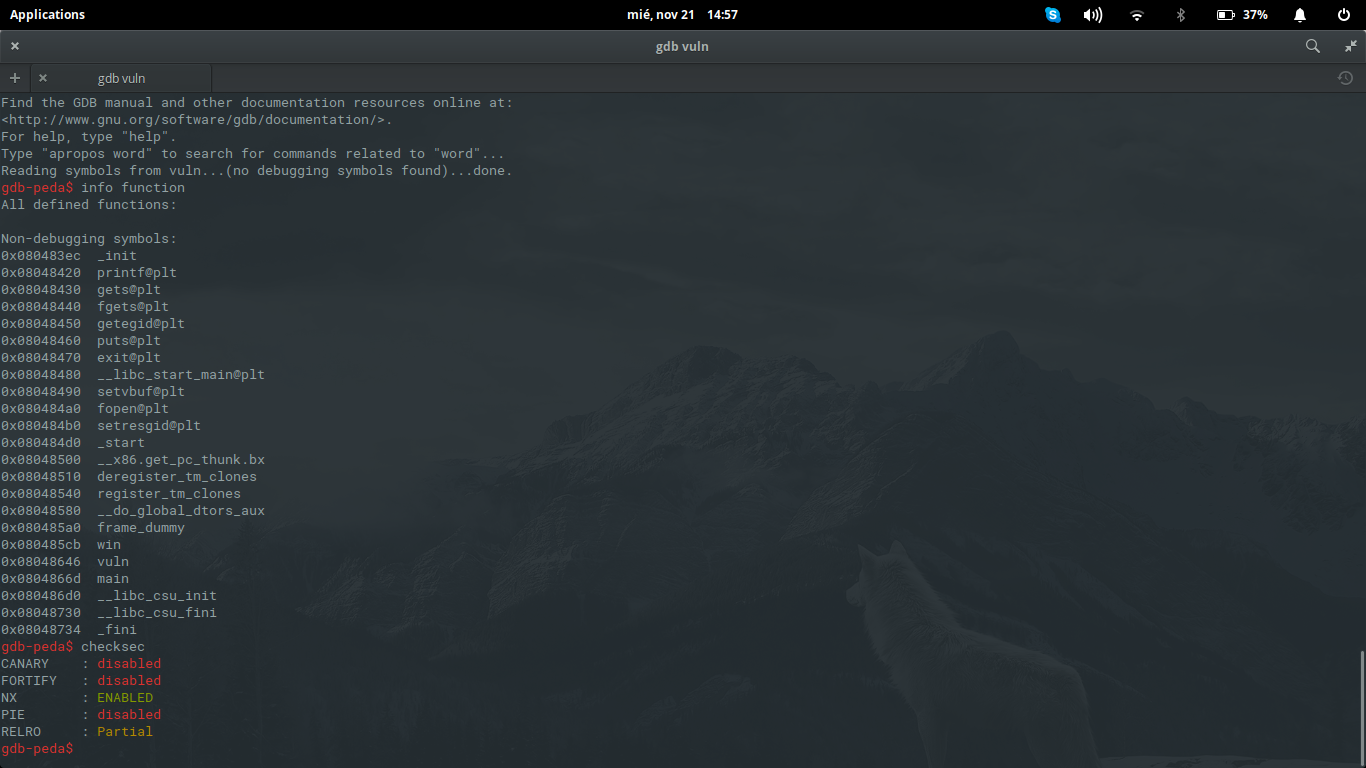 Applications
mié, nov 21 14:57
37%
gdb vuln
gdb vuln
Find the GDB manual and other documentation resources online at:
<http://www.gnu.org/software/gdb/documentation/>.
For help, type "help".
Type "apropos word" to search for commands related to "word"...
Reading symbols from vuln...(no debugging symbols found)...done.
gdb-peda$ info function
All defined functions:
Non-debugging symbols:
0x080483ec  _init
0x08048420  printf@plt
0x08048430  gets@plt
0x08048440  fgets@plt
0x08048450  getegid@plt
0x08048460  puts@plt
0x08048470  exit@plt
0x08048480  __libc_start_main@plt
0x08048490  setvbuf@plt
0x080484a0  fopen@plt
0x080484b0  setresgid@plt
0x080484d0  _start
0x08048500  __x86.get_pc_thunk.bx
0x08048510  deregister_tm_clones
0x08048540  register_tm_clones
0x08048580  __do_global_dtors_aux
0x080485a0  frame_dummy
0x080485cb  win
0x08048646  vuln
0x0804866d  main
0x080486d0  __libc_csu_init
0x08048730  __libc_csu_fini
0x08048734  _fini
gdb-peda$ checksec
CANARY    : disabled
FORTIFY   : disabled
NX        : ENABLED
PIE       : disabled
RELRO     : Partial
gdb-peda$